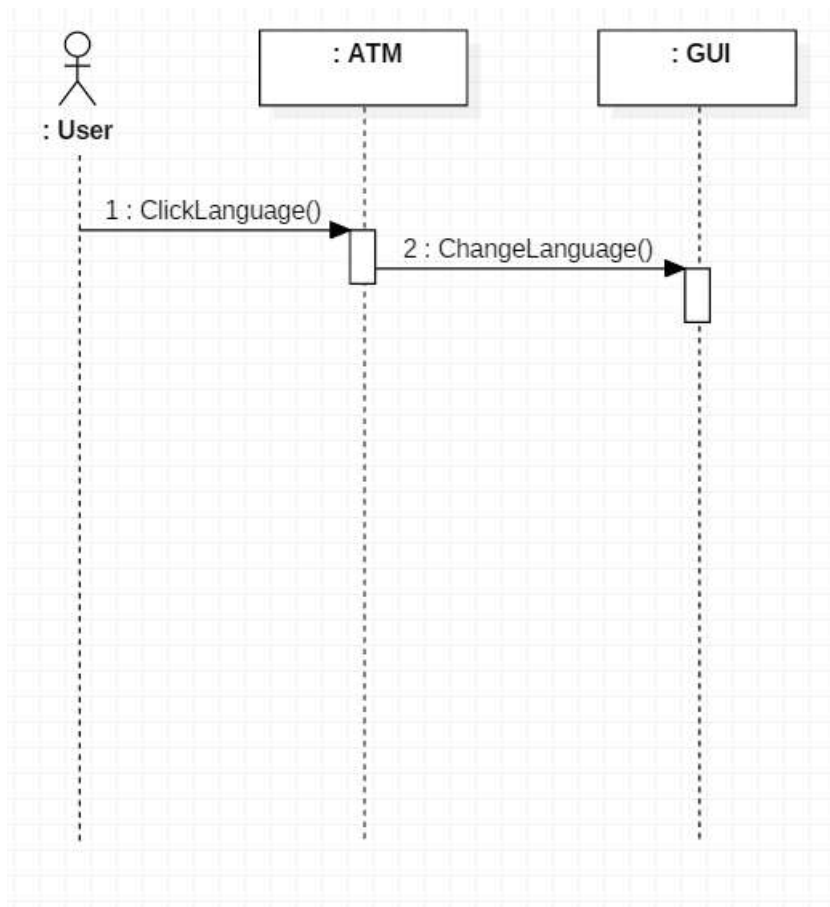 : ATM
: GUI
: User
1 : ClickLanguage()
2 : ChangeLanguage()